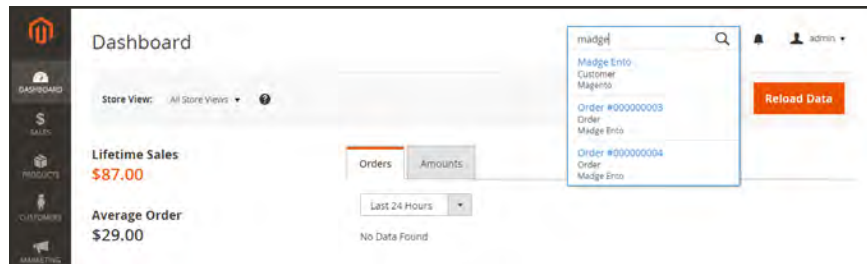 Dashboard
madge
admin
Madge Ento
Customer
Magento
Order #000000003
Order
Madge Ento
Order #000000004
Order
Madge Ento
Store View: All Store Views
Reload Data
DASHBOARD
SALES
PRODUCTS
CUSTOMERS
MARKETING
Lifetime Sales
$87.00
Average Order
$29.00
Orders Amounts
Last 24 Hours
No Data Found